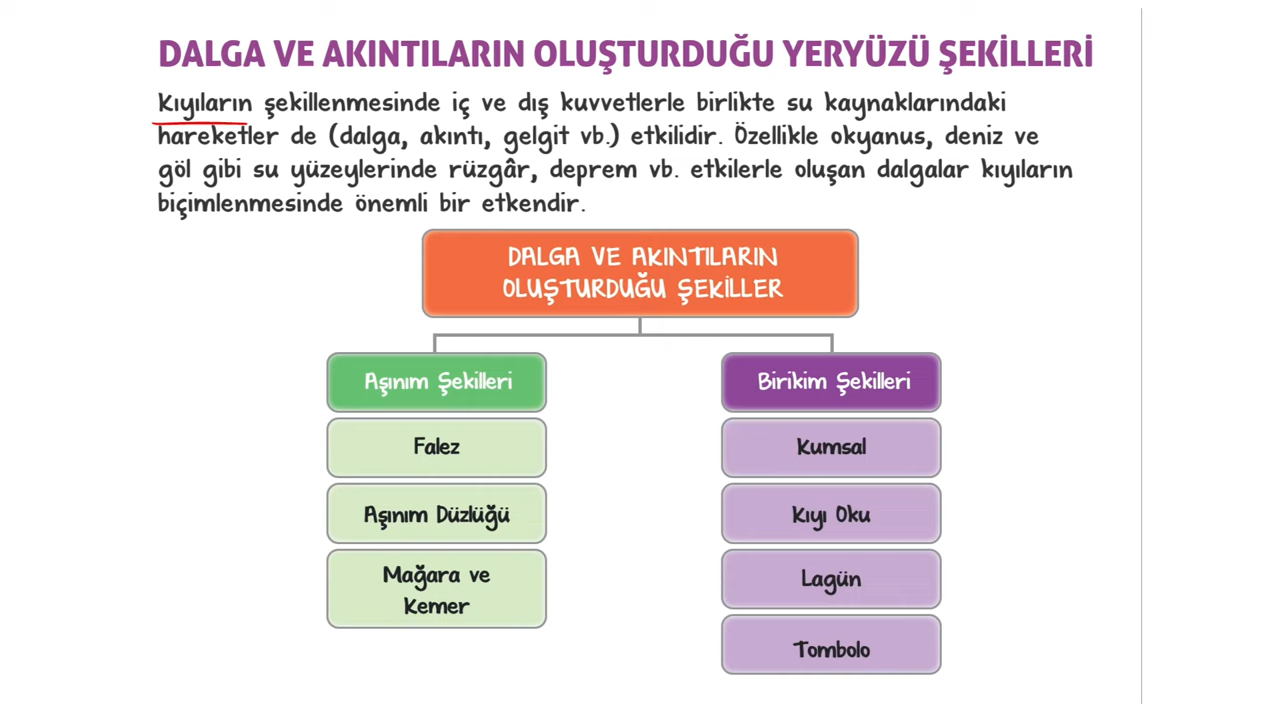 DALGA VE AKINTILARIN OLUŞTURDUĞU YERYÜZÜ ŞEKİLLERİ
Kıyıların şekillenmesinde iç ve dış kuvvetlerle birlikte su kaynaklarındaki
hareketler de (dalga, akıntı, gelgit vb.) etkilidir. Özellikle okyanus, deniz ve
göl gibi su yüzeylerinde rüzgâr, deprem vb. etkilerle oluşan dalgalar kıyıların
biçimlenmesinde önemli bir etkendir.
DALGA VE AKINTILARIN
OLUŞTURDUĞU ŞEKİLLER
Aşınım Şekilleri
Falez
Aşınım Düzlüğü
Mağara ve
Kemer
Birikim Şekilleri
Kumsal
Kıyı Oku
Lagün
Tombolo